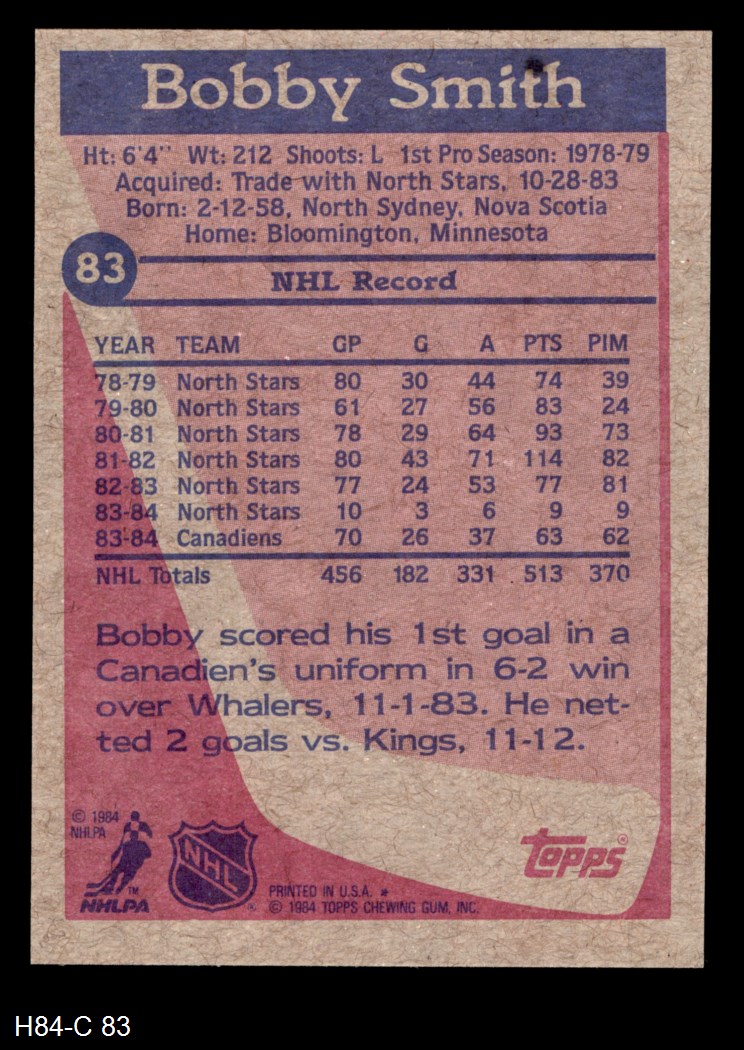 Bobby Smith
Ht: 6'4" Wt: 212 Shoots: L 1st Pro Season: 1978-79
Acquired: Trade with North Stars, 10-28-83
Born: 2-12-58, North Sydney, Nova Scotia
Home: Bloomington, Minnesota
83
NHL Record
YEAR TEAM GP G A PTS PIM
78-79 North Stars 80 30 44 74 39
79-80 North Stars 61 27 56 83 24
80-81 North Stars 78 29 64 93 73
81-82 North Stars 80 43 71 114 82
82-83 North Stars 77 24 53 77 81
83-84 North Stars 10 3 6 9 9
83-84 Canadiens 70 26 37 63 62
NHL Totals 456 182 331 513 370
Bobby scored his 1st goal in a
Canadien's uniform in 6-2 win
over Whalers, 11-1-83. He net-
ted 2 goals vs. Kings, 11-12.
© 1984
NHLPA
TM
NHLPA
NHL
®
PRINTED IN U.S.A. *
© 1984 TOPPS CHEWING GUM, INC.
Topps®
H84-C 83